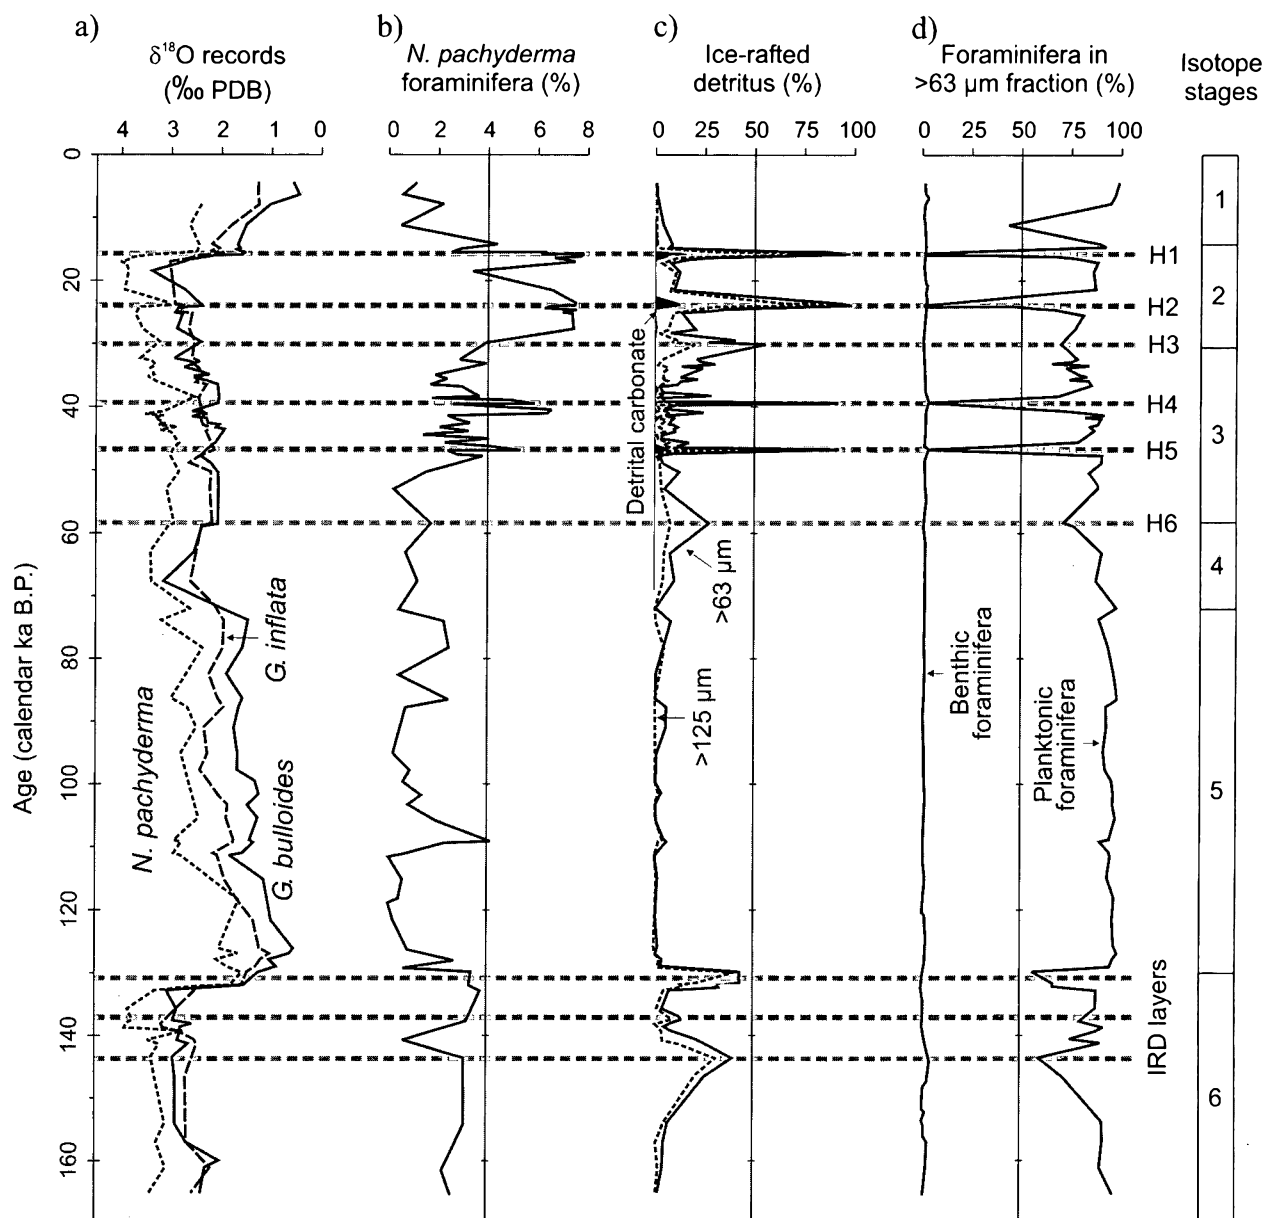 a)
δ¹⁸O records
(‰ PDB)
4 3 2 1 0
b)
N. pachyderma
foraminifera (%)
0 2 4 6 8
c)
Ice-rafted
detritus (%)
0 25 50 75 100
d)
Foraminifera in
>63 µm fraction (%)
0 25 50 75 100
Isotope
stages
Age (calendar ka B.P.)
0
20
40
60
80
100
120
140
160
N. pachyderma
G. inflata
G. bulloides
Detrital carbonate
>63 µm
>125 µm
Benthic
foraminifera
Planktonic
foraminifera
H1
H2
H3
H4
H5
H6
IRD layers
1
2
3
4
5
6